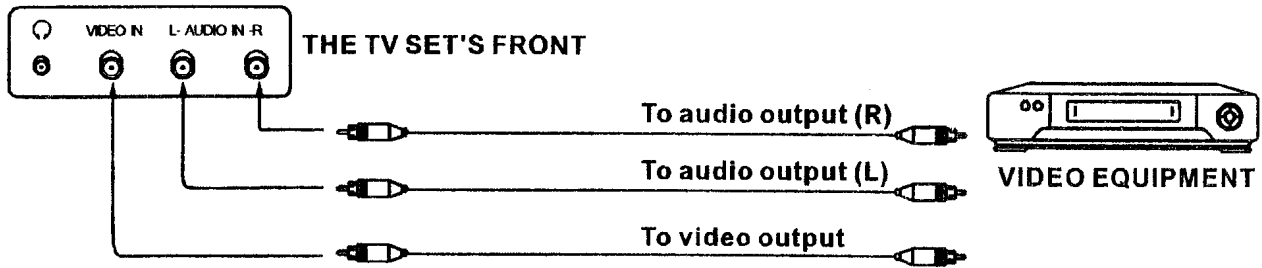 VIDEO IN L- AUDIO IN -R
THE TV SET'S FRONT
To audio output (R)
To audio output (L)
VIDEO EQUIPMENT
To video output